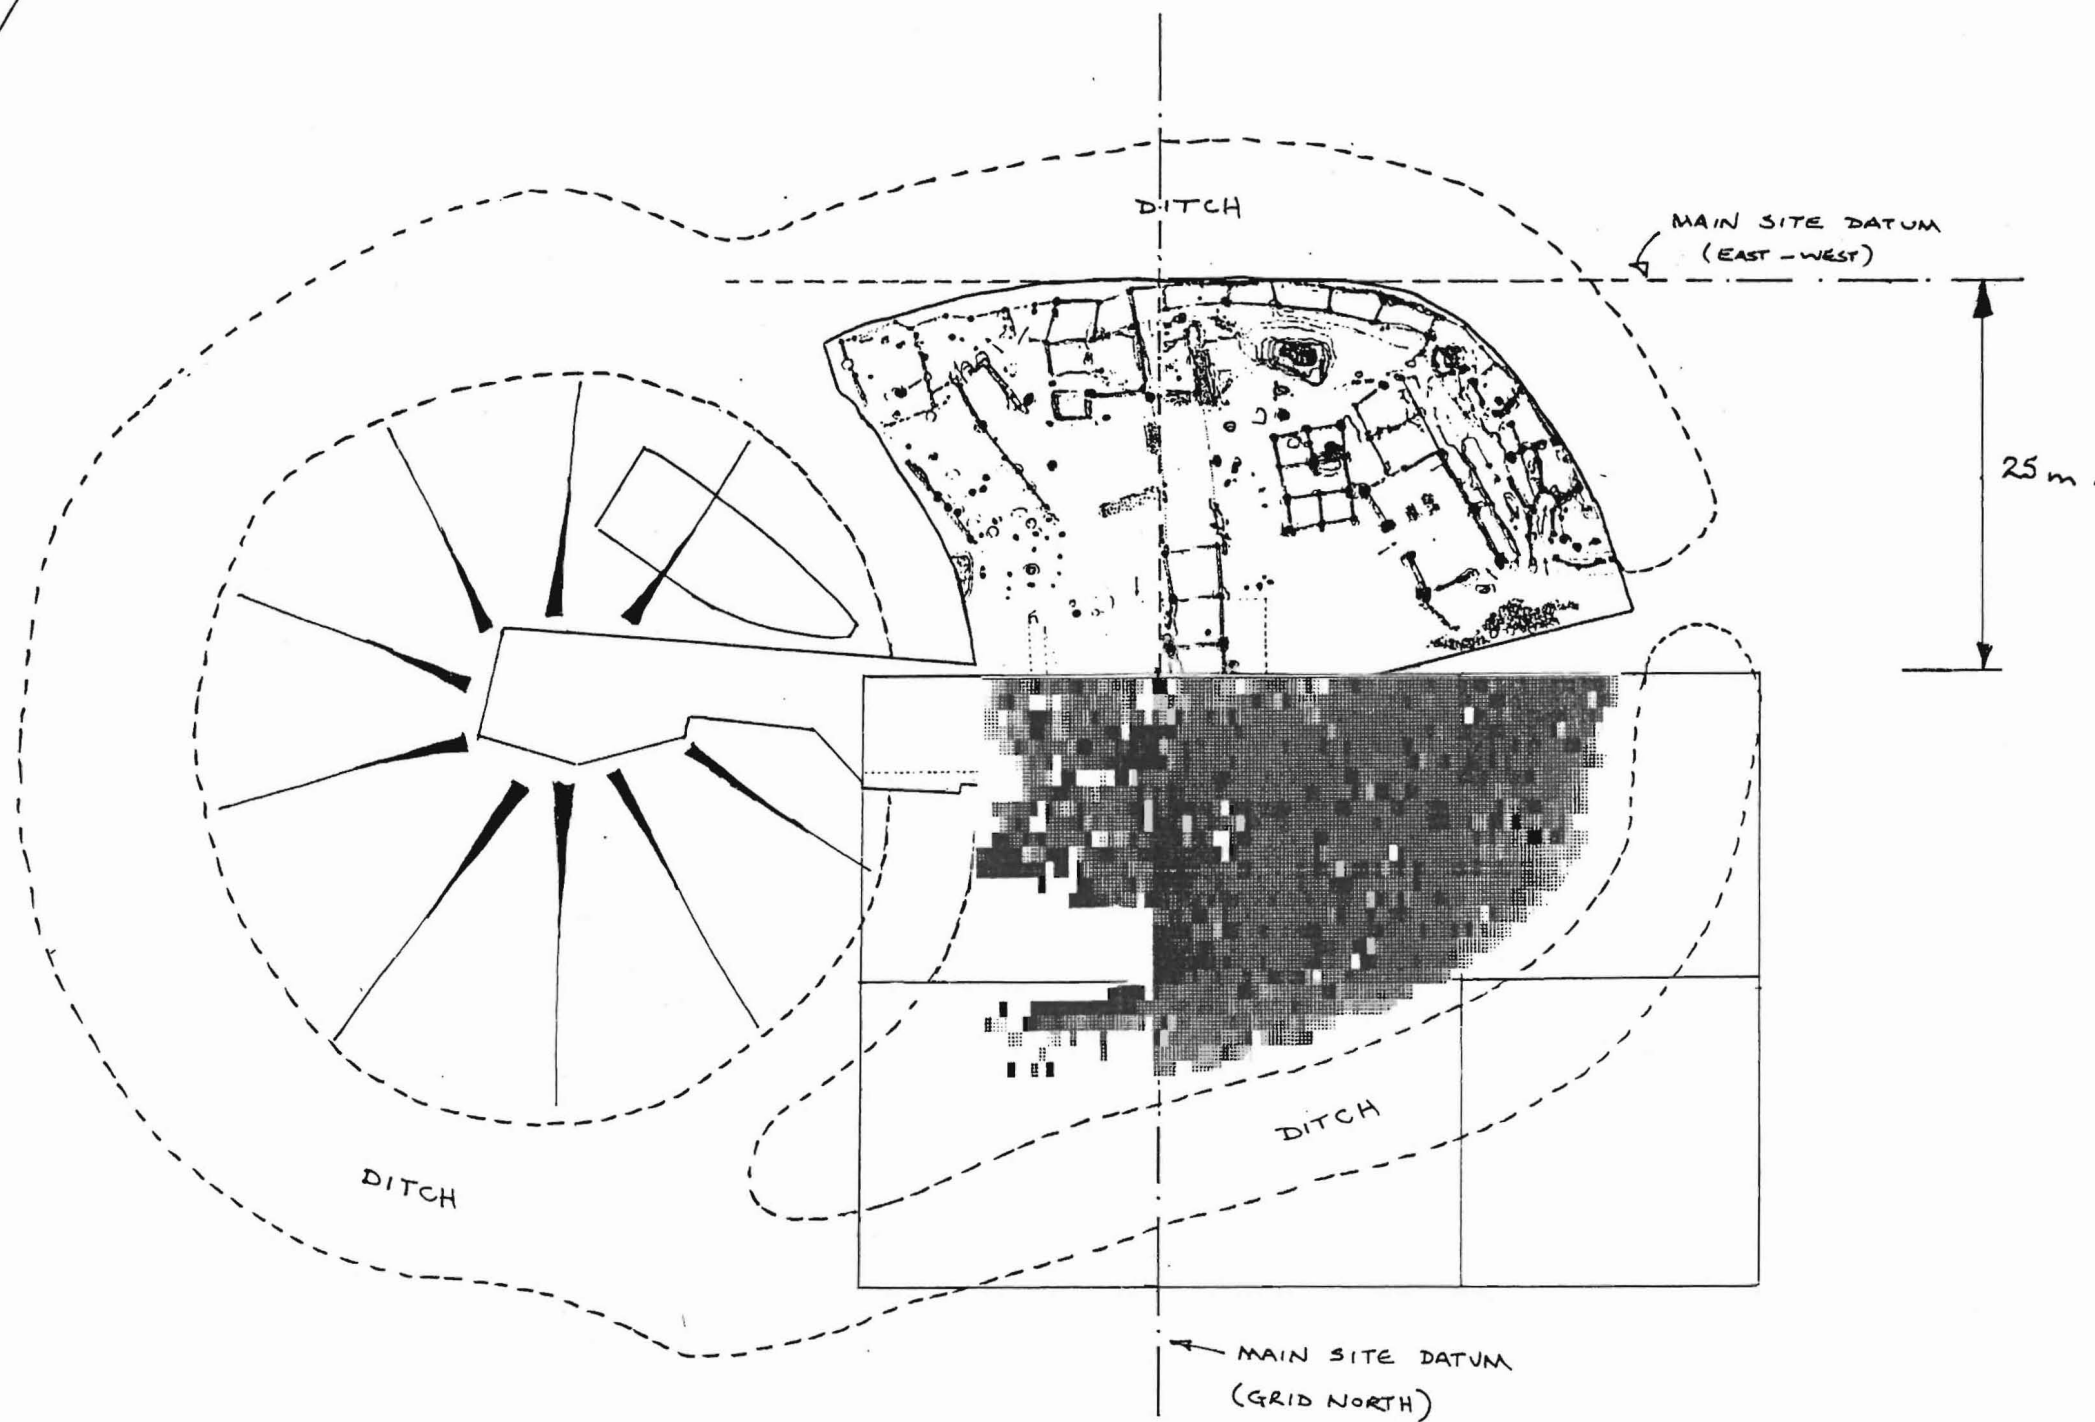 DITCH
MAIN SITE DATUM
(EAST - WEST)
25 m.
DITCH
DITCH
MAIN SITE DATUM
(GRID NORTH)